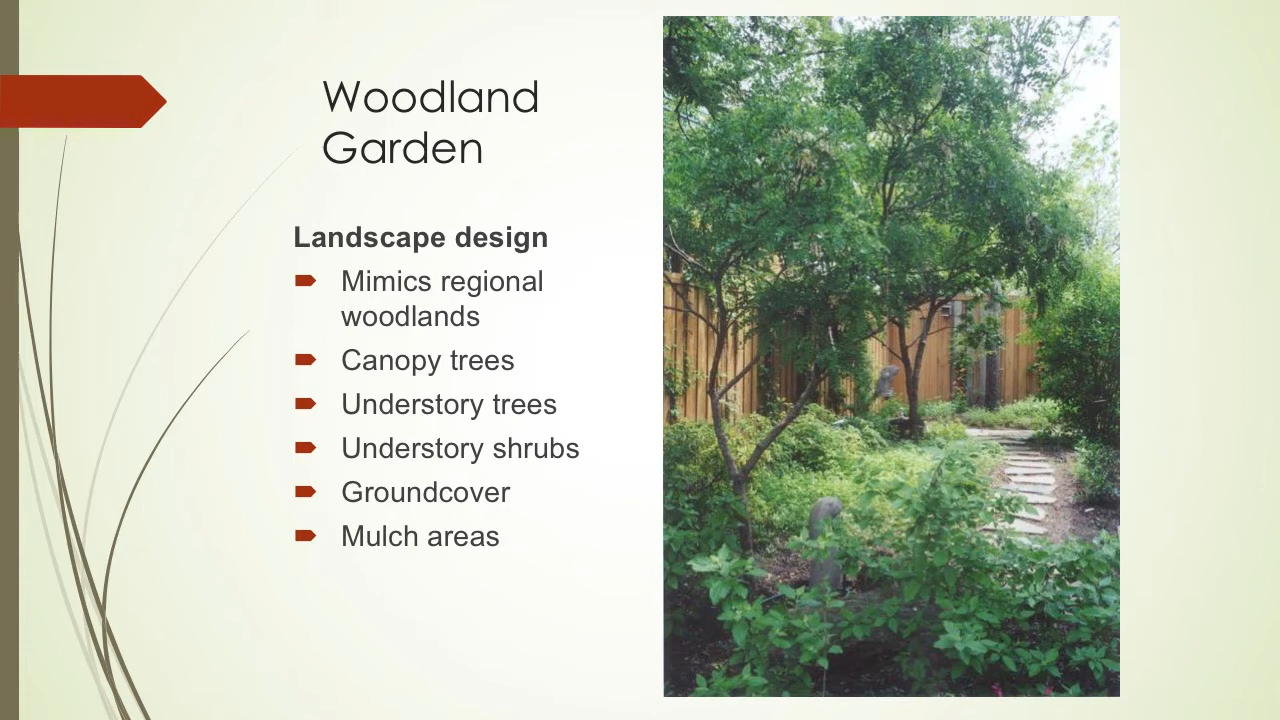 Woodland
Garden
Landscape design
Mimics regional
woodlands
Canopy trees
Understory trees
Understory shrubs
Groundcover
Mulch areas